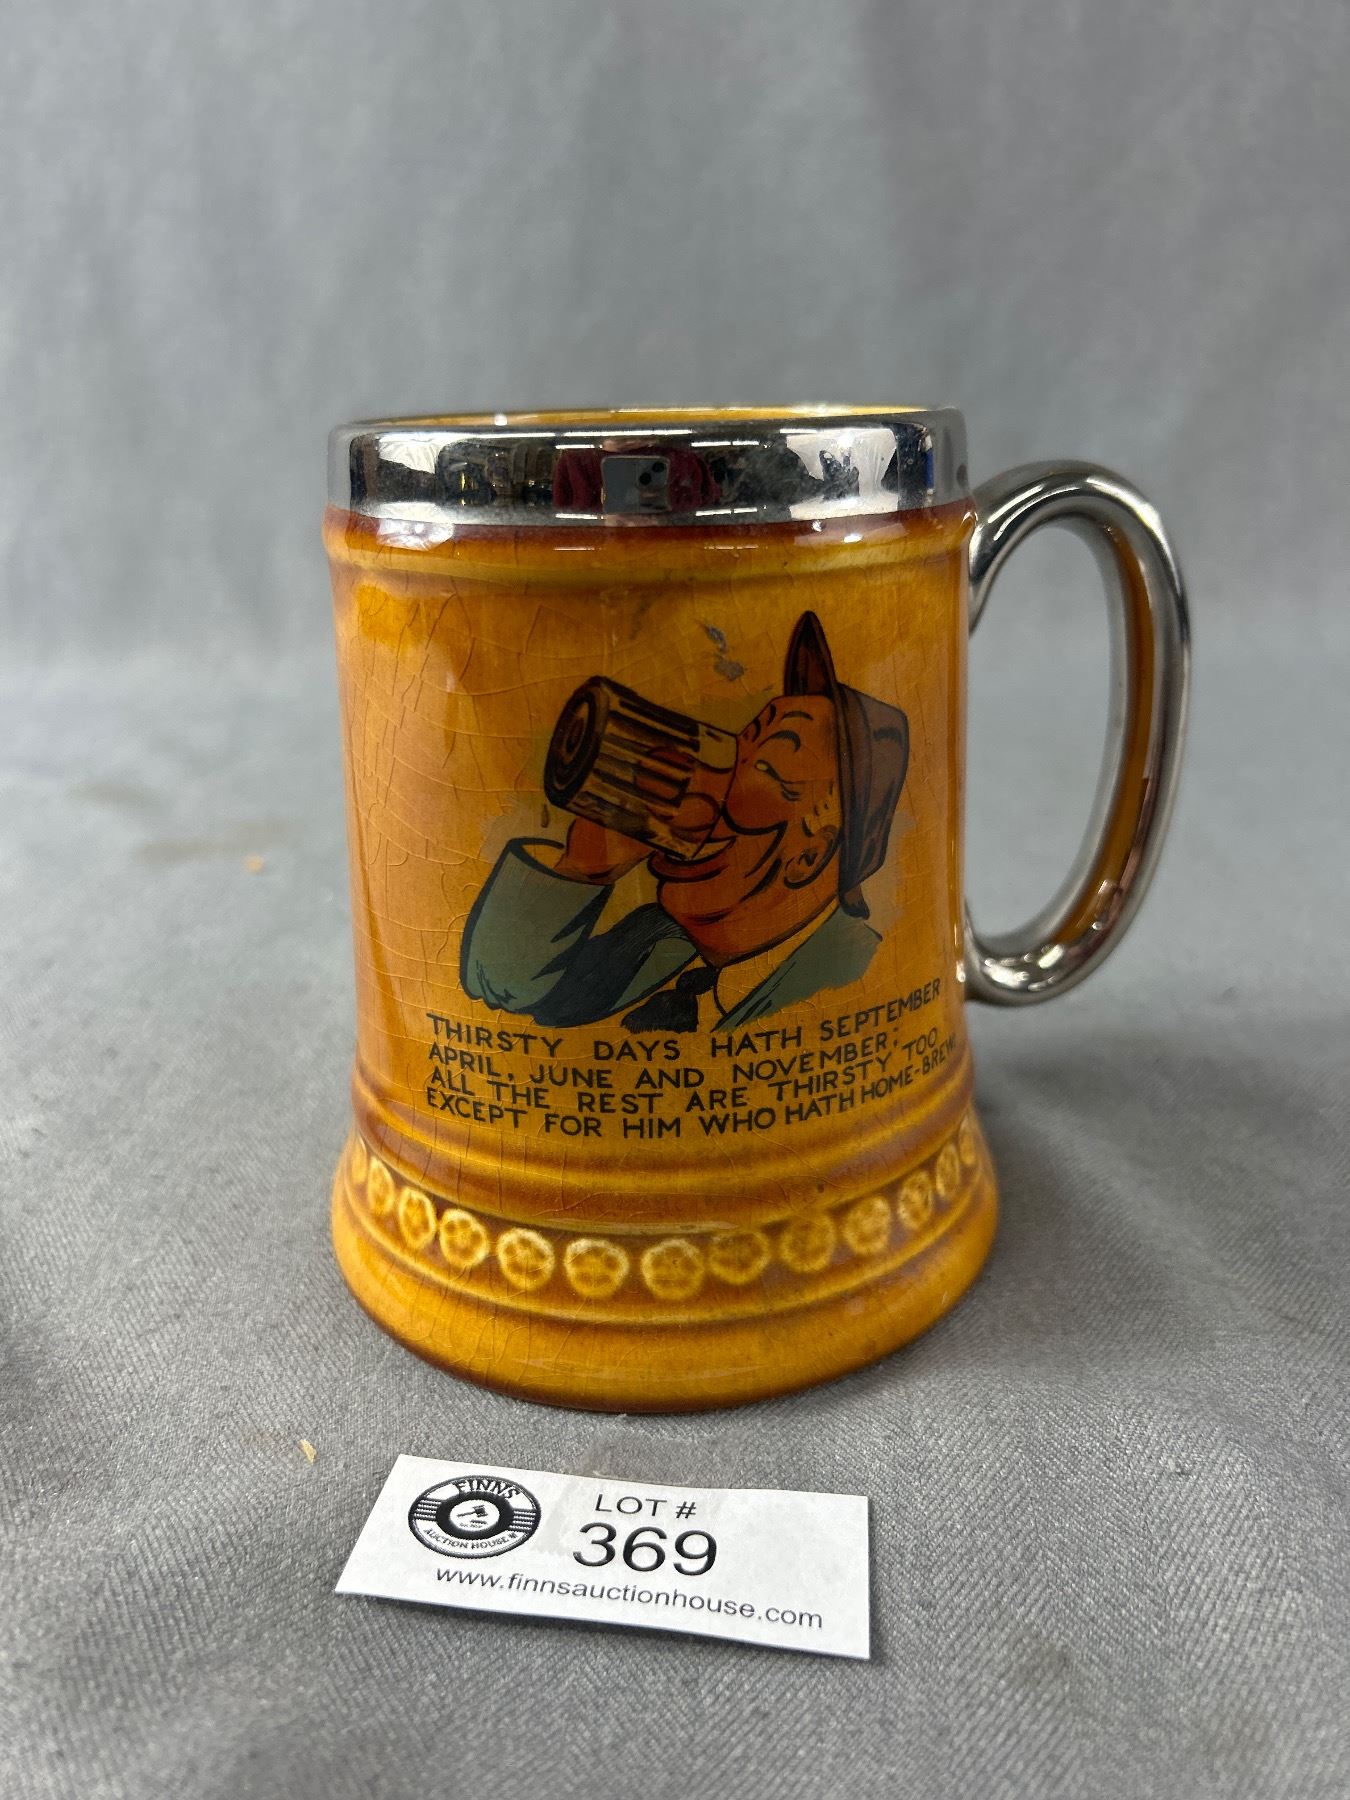 THIRSTY DAYS HATH SEPTEMBER
APRIL, JUNE AND NOVEMBER;
ALL THE REST ARE THIRSTY TOO
EXCEPT FOR HIM WHO HATH HOME-BREW.
FINNS
AUCTION HOUSE
LOT #
369
www.finnsauctionhouse.com